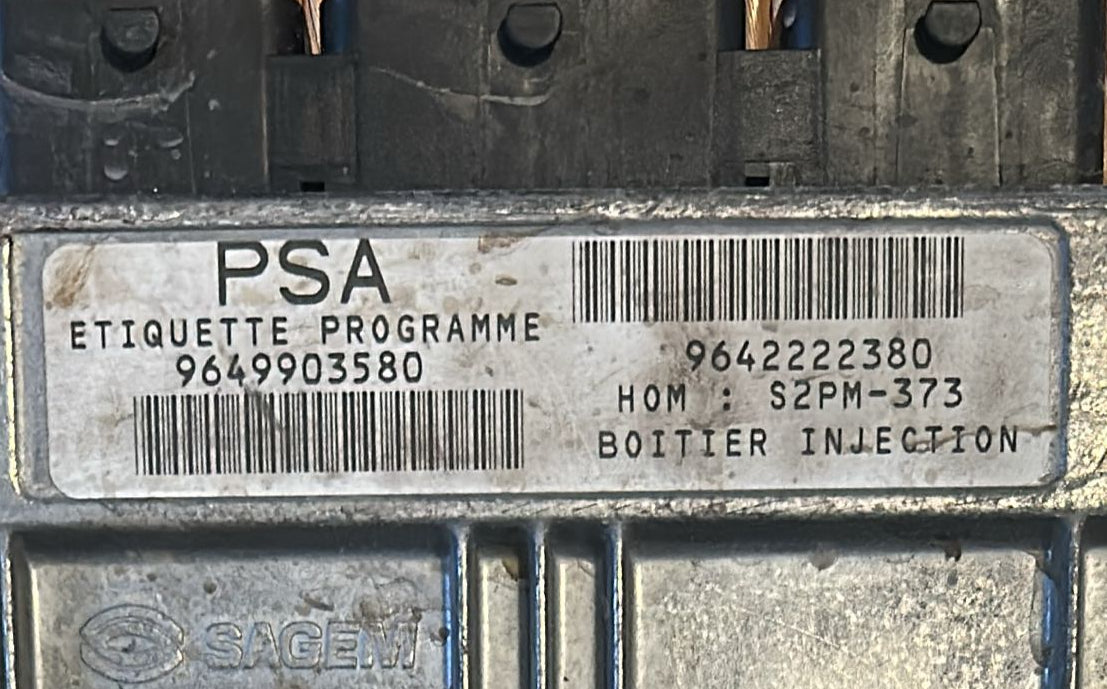 PSA
ETIQUETTE PROGRAMME
9649903580
9642222380
HOM : S2PM-373
BOITIER INJECTION
SAGEM